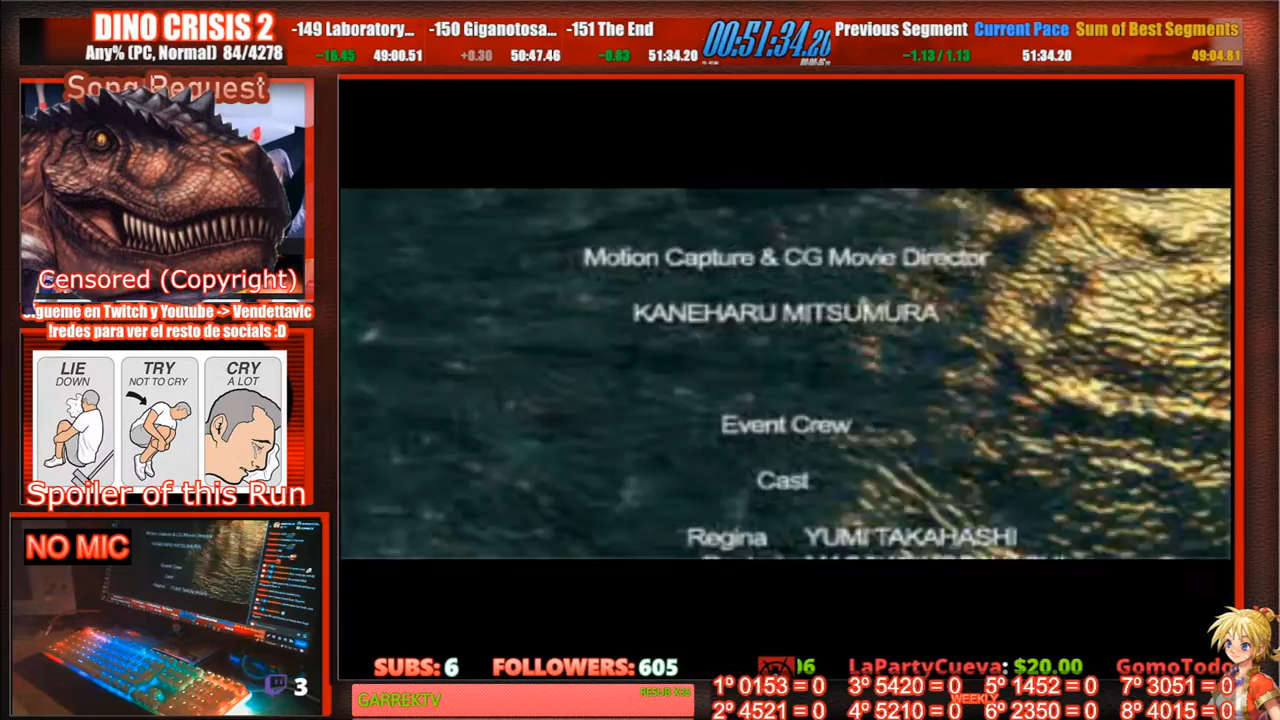 DINO CRISIS 2
Any% (PC, Normal) 84/4278
-149 Laboratory... -150 Giganotosa... -151 The End
-16.45 49:00.51 +0.30 50:47.46 -0.83 51:34.20
00:51:34.20
Previous Segment Current Pace Sum of Best Segments
-1.13 / 1.13 51:34.20 49:04.81
Song Request
Censored (Copyright)
Sigueme en Twitch y Youtube -> Vendettavic
!redes para ver el resto de socials :D
LIE DOWN
TRY NOT TO CRY
CRY A LOT
Spoiler of this Run
NO MIC
3
Motion Capture & CG Movie Director
KANEHARU MITSUMURA
Event Crew
Cast
Regina YUMI TAKAHASHI
SUBS: 6 FOLLOWERS: 605 LaPartyCueva: $20.00 GomoTodo
GARREKTV RESUB X36
1º 0153 = 0 3º 5420 = 0 5º 1452 = 0 7º 3051 = 0
WEEKLY
2º 4521 = 0 4º 5210 = 0 6º 2350 = 0 8º 4015 = 0